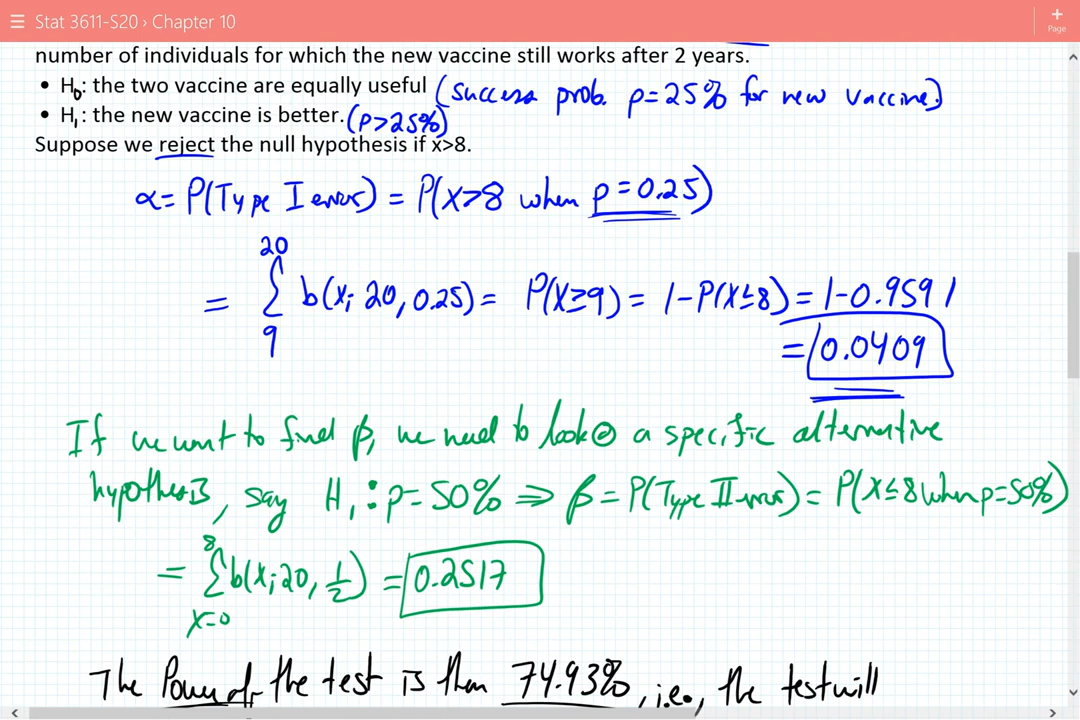 Stat 3611-S20 › Chapter 10
+
Page
number of individuals for which the new vaccine still works after 2 years.
• H₀: the two vaccine are equally useful (success prob. p=25% for new vaccine)
• H₁: the new vaccine is better. (p>25%)
Suppose we reject the null hypothesis if x>8.
α = P(Type I error) = P(X>8 when p=0.25)
= 20 Σ 9 b(x; 20, 0.25) = P(X≥9) = 1-P(X≤8) = 1-0.9591
= 0.0409
If we want to find β, we need to look @ a specific alternative
hypothesis, say H₁: p=50% ⇒ β = P(Type II error) = P(X≤8 when p=50%)
= 8 Σ x=0 b(x; 20, 1/2) = 0.2517
The Power of the test is then 74.93%, i.e., the test will